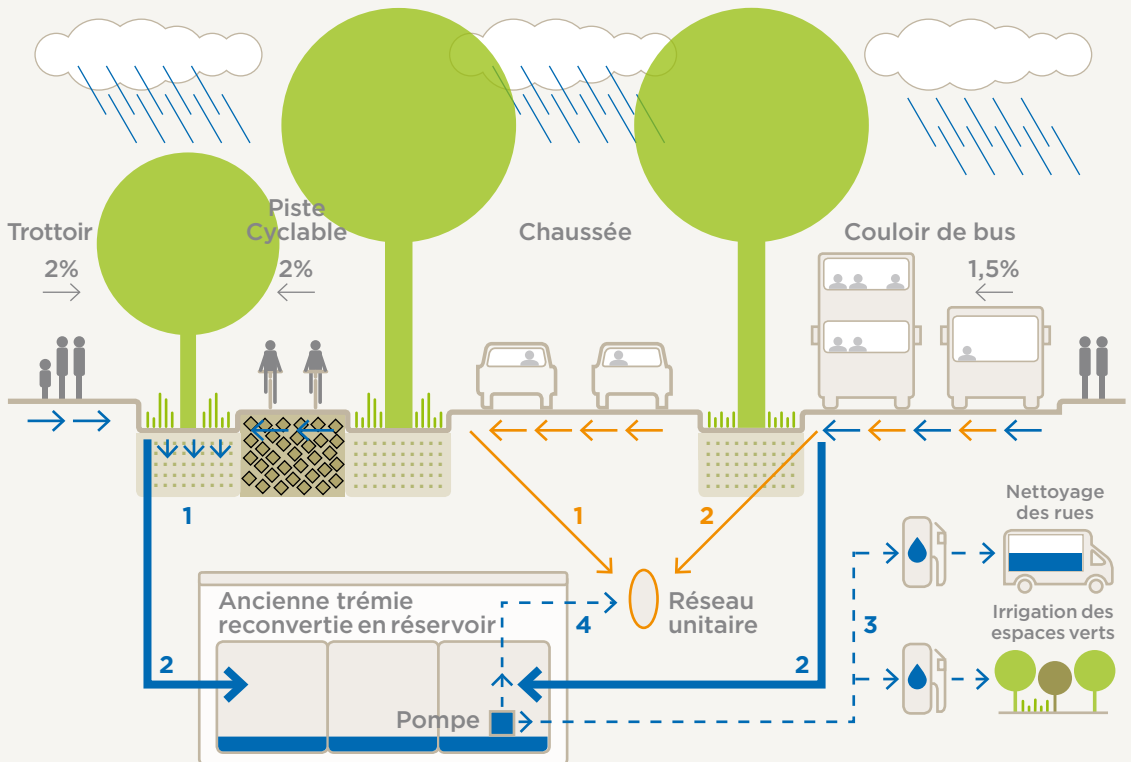 Trottoir
2%
Piste
Cyclable
2%
Chaussée
Couloir de bus
1,5%
1
1
2
Nettoyage
des rues
Ancienne trémie
reconvertie en réservoir
4
Réseau
unitaire
3
Irrigation des
espaces verts
2
2
Pompe